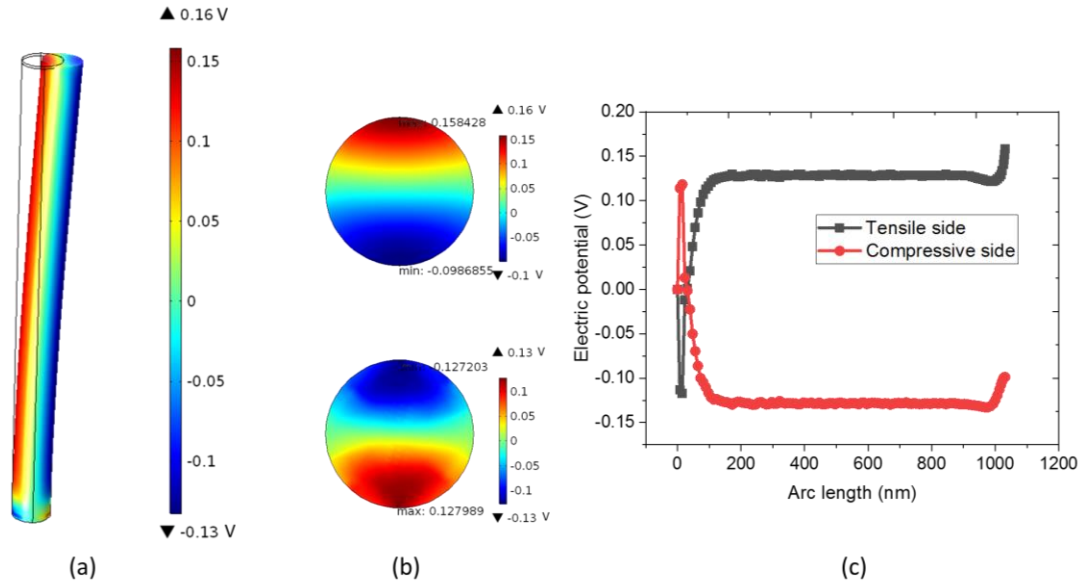 ▲ 0.16 V
0.1
0.05
0
-0.05
-0.1
▼ -0.13 V
(a)
0.158428
▲ 0.16 V
0.15
0.1
0.05
0
-0.05
min: -0.0986855
▼ -0.1 V
-0.127203
▲ 0.13 V
0.1
0.05
0
-0.05
-0.1
max: 0.127989
▼ -0.13 V
(b)
Electric potential (V)
0.20
0.15
0.10
0.05
0.00
-0.05
-0.10
-0.15
Tensile side
Compressive side
0
200
400
600
800
1000
1200
Arc length (nm)
(c)